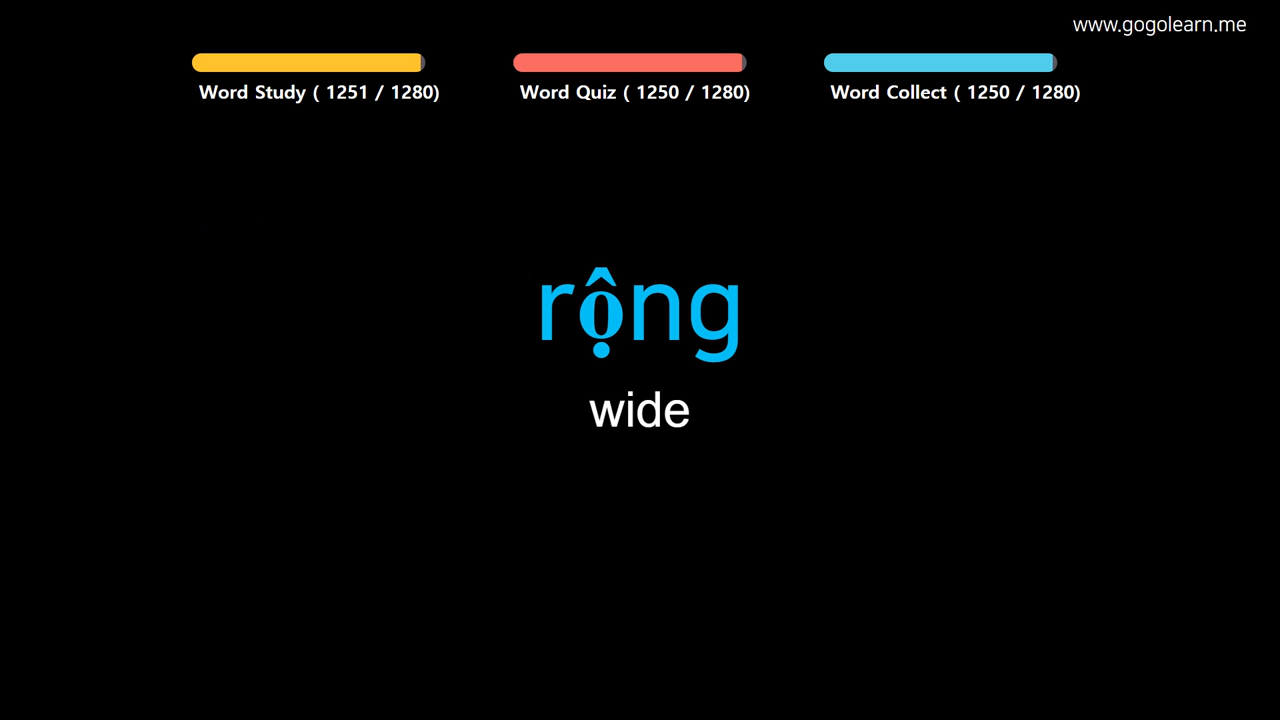 www.gogolearn.me
Word Study ( 1251 / 1280)
Word Quiz ( 1250 / 1280)
Word Collect ( 1250 / 1280)
rộng
wide